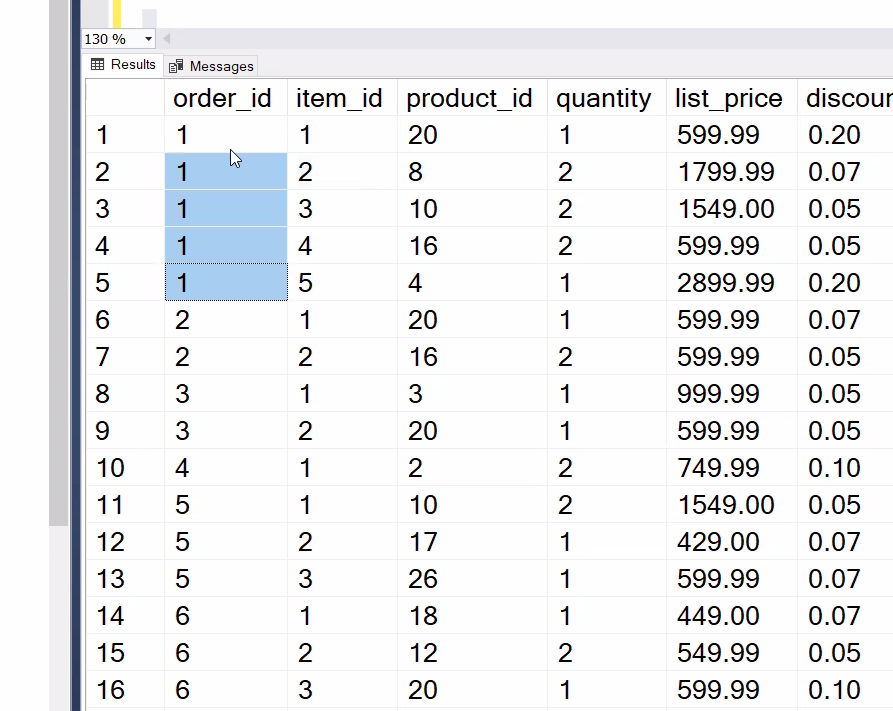 130 %
Results Messages
order_id item_id product_id quantity list_price discoun
1 1 1 20 1 599.99 0.20
2 1 2 8 2 1799.99 0.07
3 1 3 10 2 1549.00 0.05
4 1 4 16 2 599.99 0.05
5 1 5 4 1 2899.99 0.20
6 2 1 20 1 599.99 0.07
7 2 2 16 2 599.99 0.05
8 3 1 3 1 999.99 0.05
9 3 2 20 1 599.99 0.05
10 4 1 2 2 749.99 0.10
11 5 1 10 2 1549.00 0.05
12 5 2 17 1 429.00 0.07
13 5 3 26 1 599.99 0.07
14 6 1 18 1 449.00 0.07
15 6 2 12 2 549.99 0.05
16 6 3 20 1 599.99 0.10